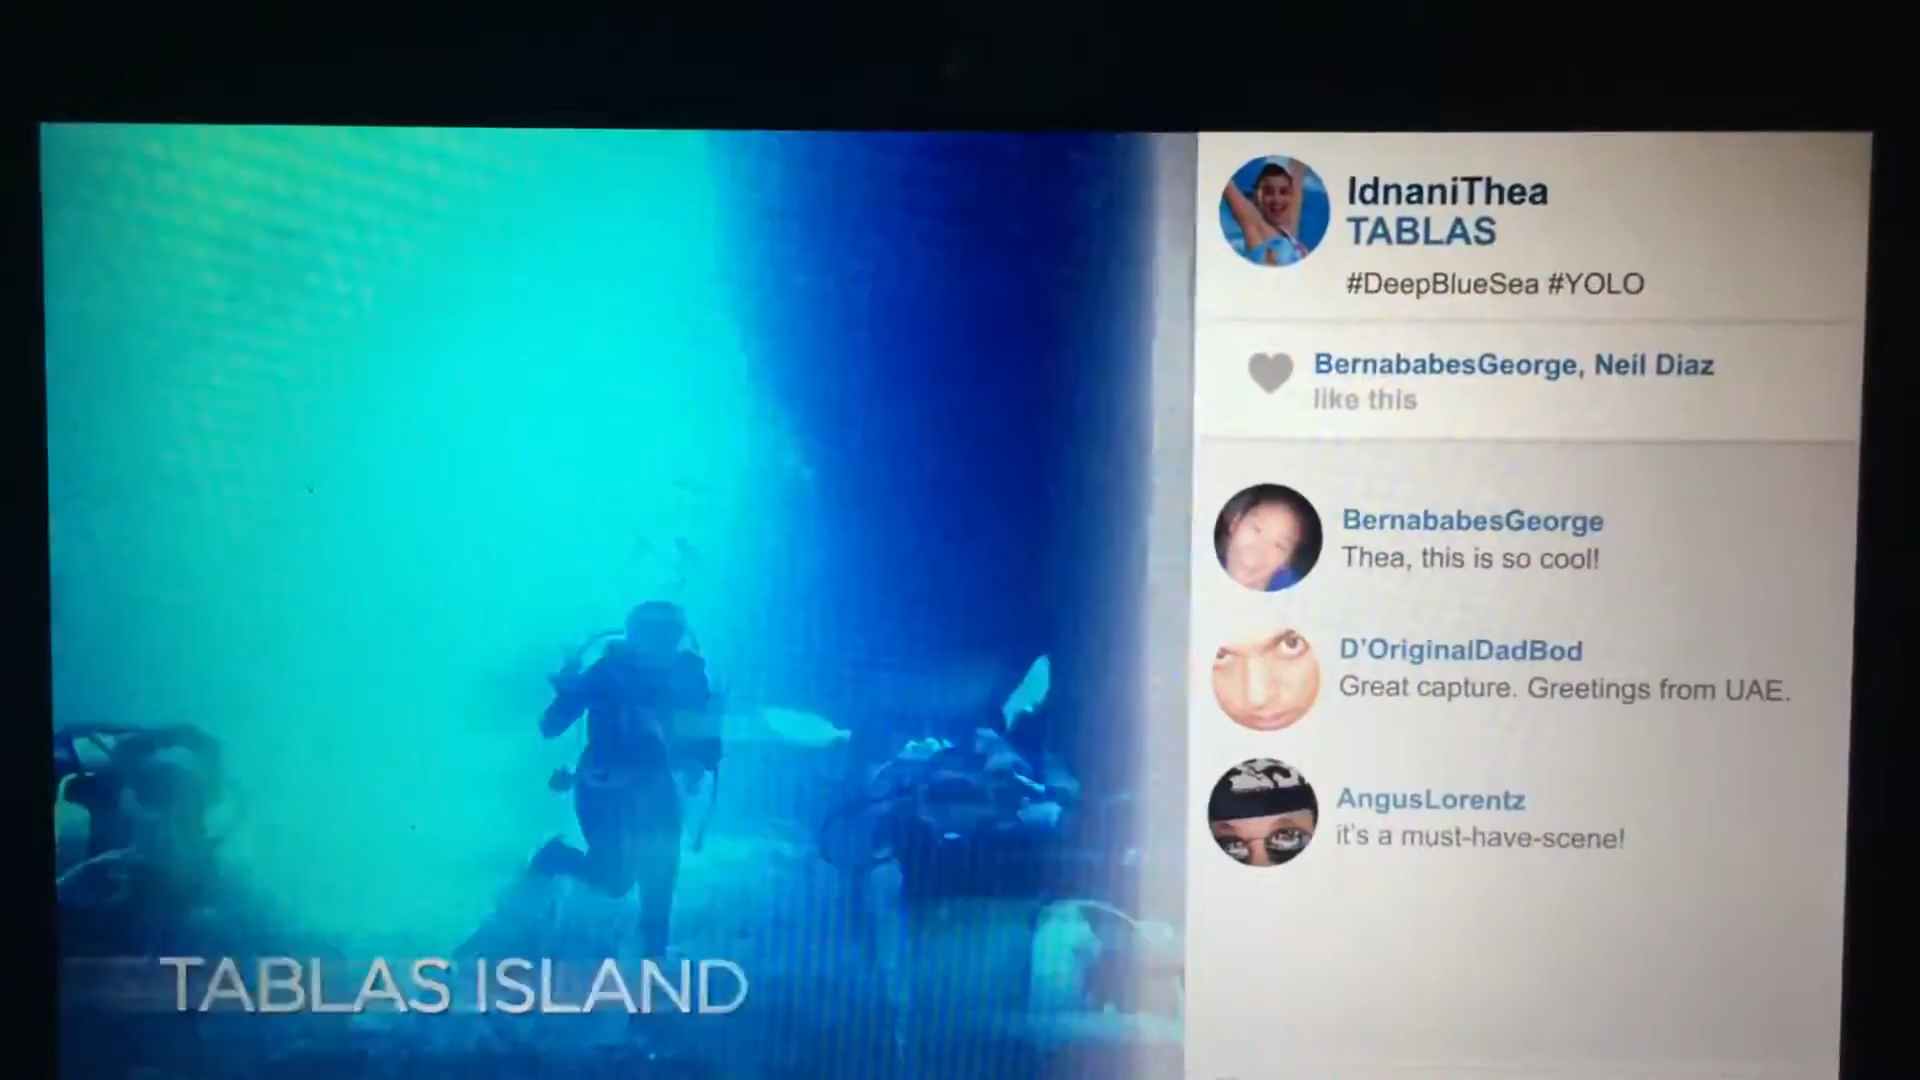 IdnaniThea
TABLAS
#DeepBlueSea #YOLO
BernababesGeorge, Neil Diaz
like this
BernababesGeorge
Thea, this is so cool!
D'OriginalDadBod
Great capture. Greetings from UAE.
AngusLorentz
it's a must-have-scene!
TABLAS ISLAND